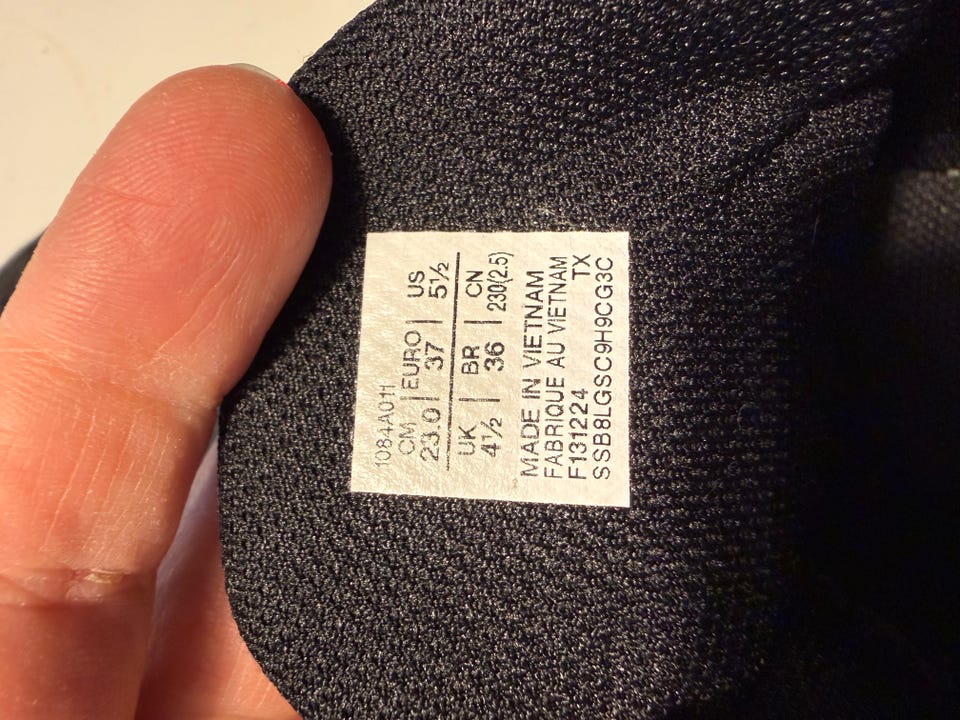 1084A011
CM | EURO | US
23.0 | 37 | 5½
UK | BR | CN
4½ | 36 | 230(2.5)
MADE IN VIETNAM
FABRIQUE AU VIETNAM
F131224 TX
SSB8LGSC9H9CG3C